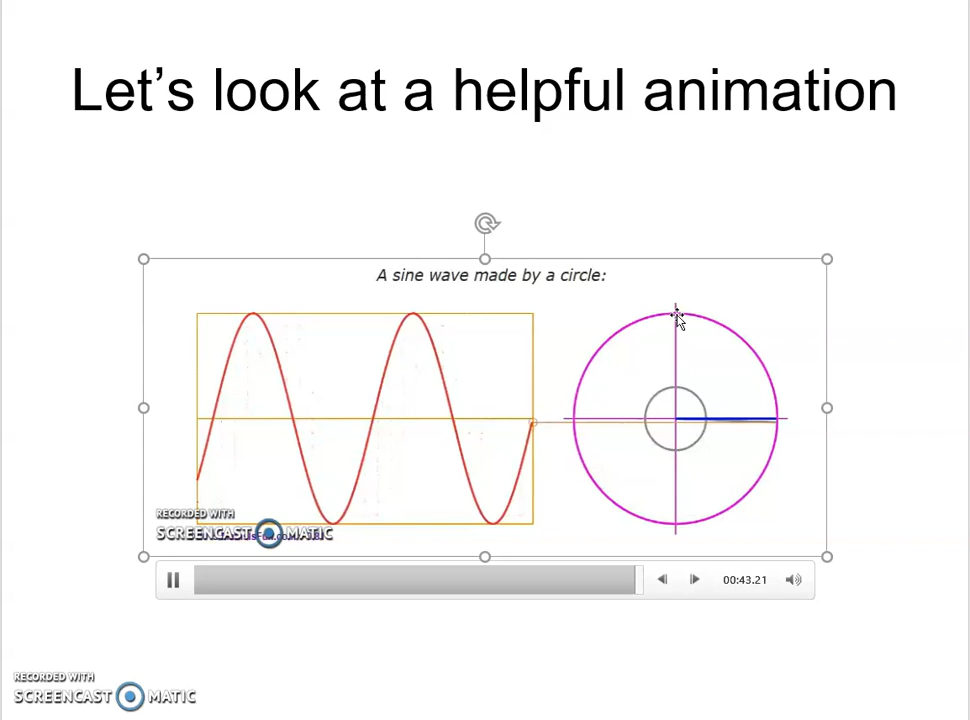 Let’s look at a helpful animation
A sine wave made by a circle:
RECORDED WITH
SCREENCAST MATIC
00:43.21
RECORDED WITH
SCREENCAST MATIC